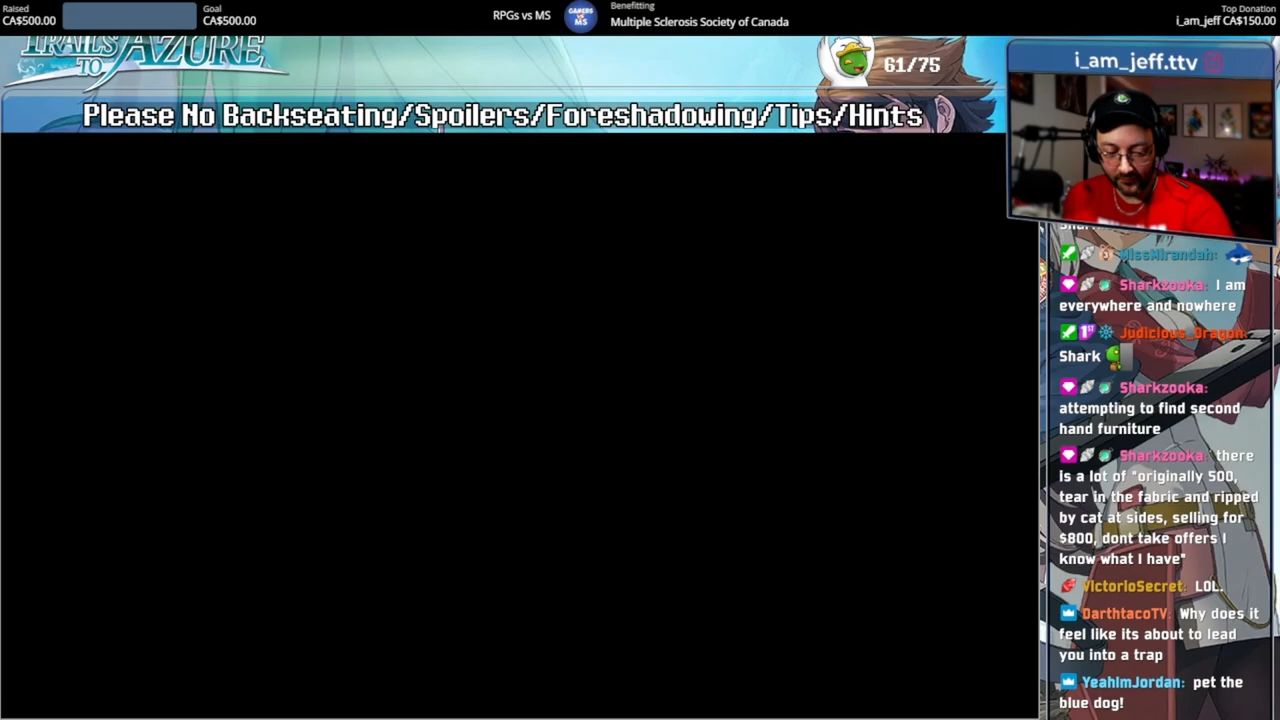 Raised
CA$500.00
Goal
CA$500.00
RPGs vs MS
GAMERS VS MS
Benefitting
Multiple Sclerosis Society of Canada
Top Donation
i_am_jeff CA$150.00
TRAILS TO AZURE
61/75
i_am_jeff.ttv
Please No Backseating/Spoilers/Foreshadowing/Tips/Hints
MissMirandah:
Sharkzooka: I am
everywhere and nowhere
Judicious_Dragon:
Shark
Sharkzooka:
attempting to find second
hand furniture
Sharkzooka: there
is a lot of "originally 500,
tear in the fabric and ripped
by cat at sides, selling for
$800, dont take offers I
know what I have"
VictorioSecret: LOL.
DarthtacoTV: Why does it
feel like its about to lead
you into a trap
YeahImJordan: pet the
blue dog!